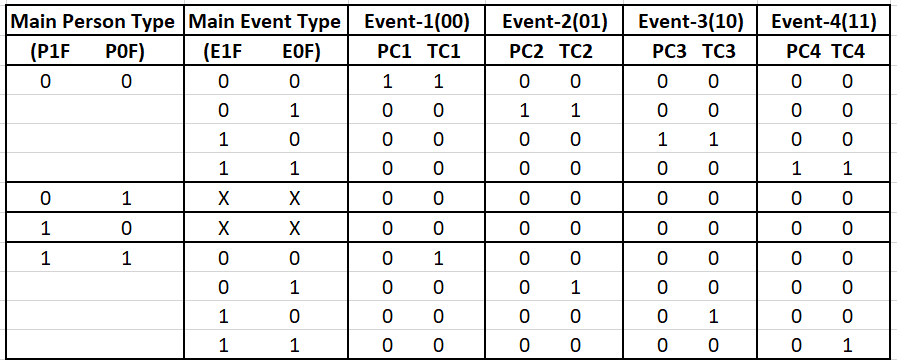 Main Person Type Main Event Type Event-1(00) Event-2(01) Event-3(10) Event-4(11)
(P1F P0F) (E1F E0F) PC1 TC1 PC2 TC2 PC3 TC3 PC4 TC4
0 0 0 0 1 1 0 0 0 0 0 0
0 1 0 0 1 1 0 0 0 0
1 0 0 0 0 0 1 1 0 0
1 1 0 0 0 0 0 0 1 1
0 1 X X 0 0 0 0 0 0 0 0
1 0 X X 0 0 0 0 0 0 0 0
1 1 0 0 0 1 0 0 0 0 0 0
0 1 0 0 0 1 0 0 0 0
1 0 0 0 0 0 0 1 0 0
1 1 0 0 0 0 0 0 0 1